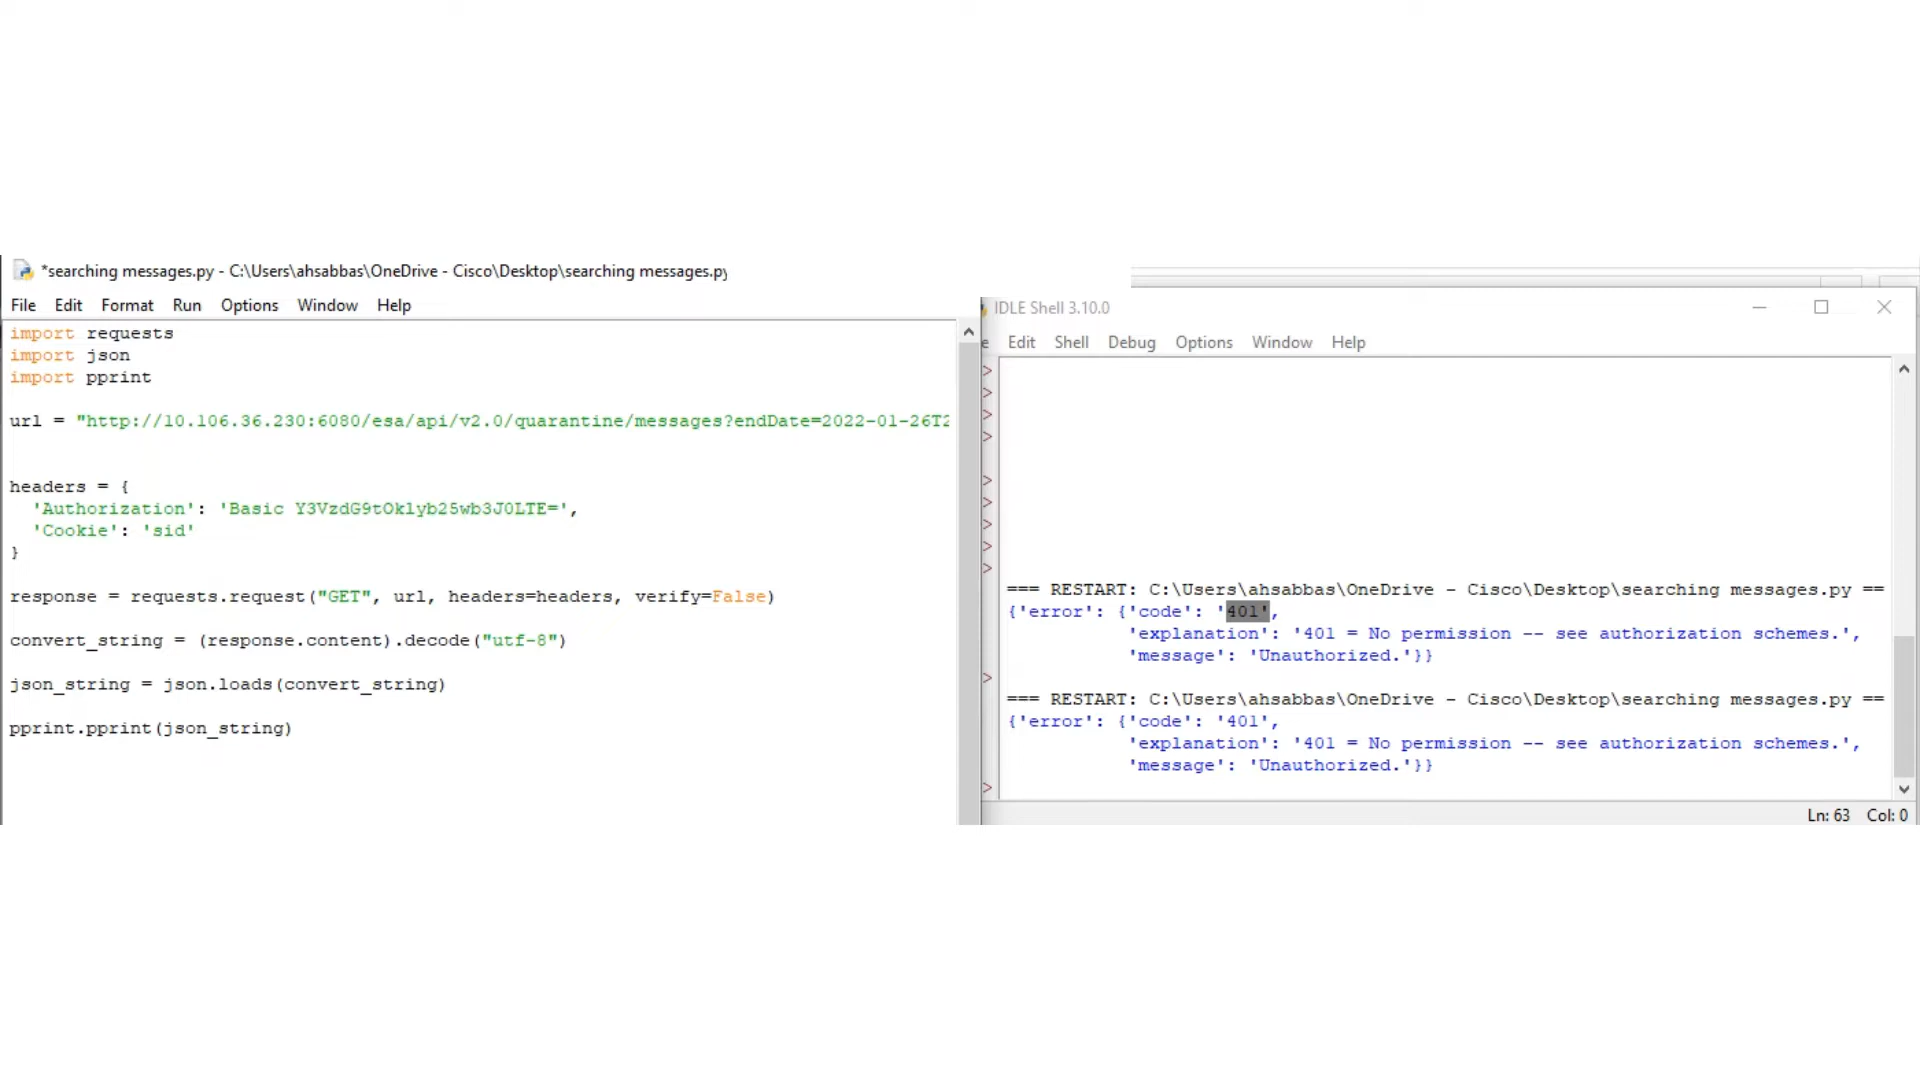 *searching messages.py - C:\Users\ahsabbas\OneDrive - Cisco\Desktop\searching messages.py
File Edit Format Run Options Window Help
import requests
import json
import pprint
url = "http://10.106.36.230:6080/esa/api/v2.0/quarantine/messages?endDate=2022-01-26T2
headers = {
'Authorization': 'Basic Y3VzdG9tOklyb25wb3J0LTE=',
'Cookie': 'sid'
}
response = requests.request("GET", url, headers=headers, verify=False)
convert_string = (response.content).decode("utf-8")
json_string = json.loads(convert_string)
pprint.pprint(json_string)
IDLE Shell 3.10.0
e Edit Shell Debug Options Window Help
>
>
>
>
>
>
>
>
>
=== RESTART: C:\Users\ahsabbas\OneDrive - Cisco\Desktop\searching messages.py ==
{'error': {'code': '401',
'explanation': '401 = No permission -- see authorization schemes.',
'message': 'Unauthorized.'}}
>
=== RESTART: C:\Users\ahsabbas\OneDrive - Cisco\Desktop\searching messages.py ==
{'error': {'code': '401',
'explanation': '401 = No permission -- see authorization schemes.',
'message': 'Unauthorized.'}}
>
Ln: 63 Col: 0